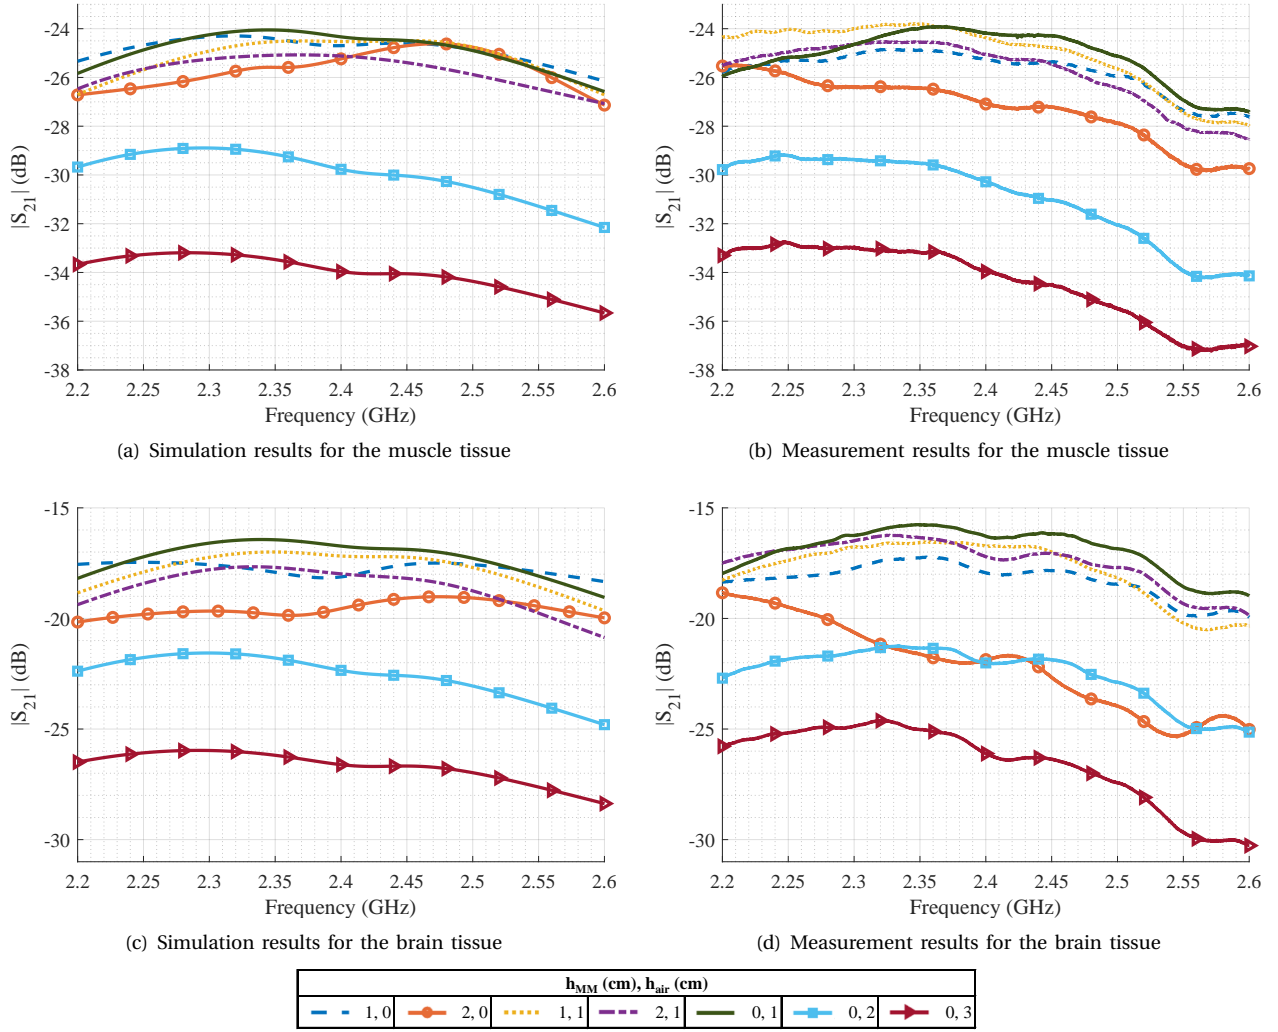 -24
-26
-28
-30
-32
-34
-36
-38
|S21| (dB)
2.2 2.25 2.3 2.35 2.4 2.45 2.5 2.55 2.6
Frequency (GHz)
(a) Simulation results for the muscle tissue
-24
-26
-28
-30
-32
-34
-36
-38
|S21| (dB)
2.2 2.25 2.3 2.35 2.4 2.45 2.5 2.55 2.6
Frequency (GHz)
(b) Measurement results for the muscle tissue
-15
-20
-25
-30
|S21| (dB)
2.2 2.25 2.3 2.35 2.4 2.45 2.5 2.55 2.6
Frequency (GHz)
(c) Simulation results for the brain tissue
-15
-20
-25
-30
|S21| (dB)
2.2 2.25 2.3 2.35 2.4 2.45 2.5 2.55 2.6
Frequency (GHz)
(d) Measurement results for the brain tissue
hMM (cm), hair (cm)
1, 0 2, 0 1, 1 2, 1 0, 1 0, 2 0, 3